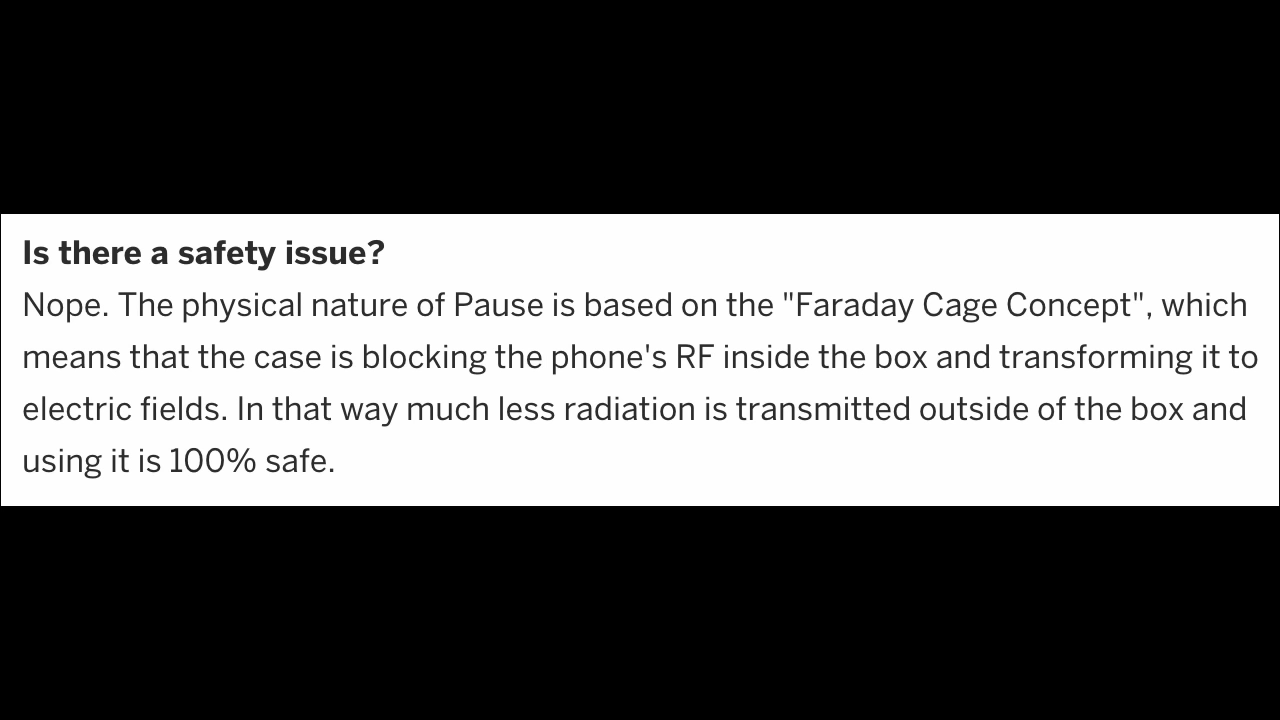 Is there a safety issue?
Nope. The physical nature of Pause is based on the "Faraday Cage Concept", which
means that the case is blocking the phone's RF inside the box and transforming it to
electric fields. In that way much less radiation is transmitted outside of the box and
using it is 100% safe.